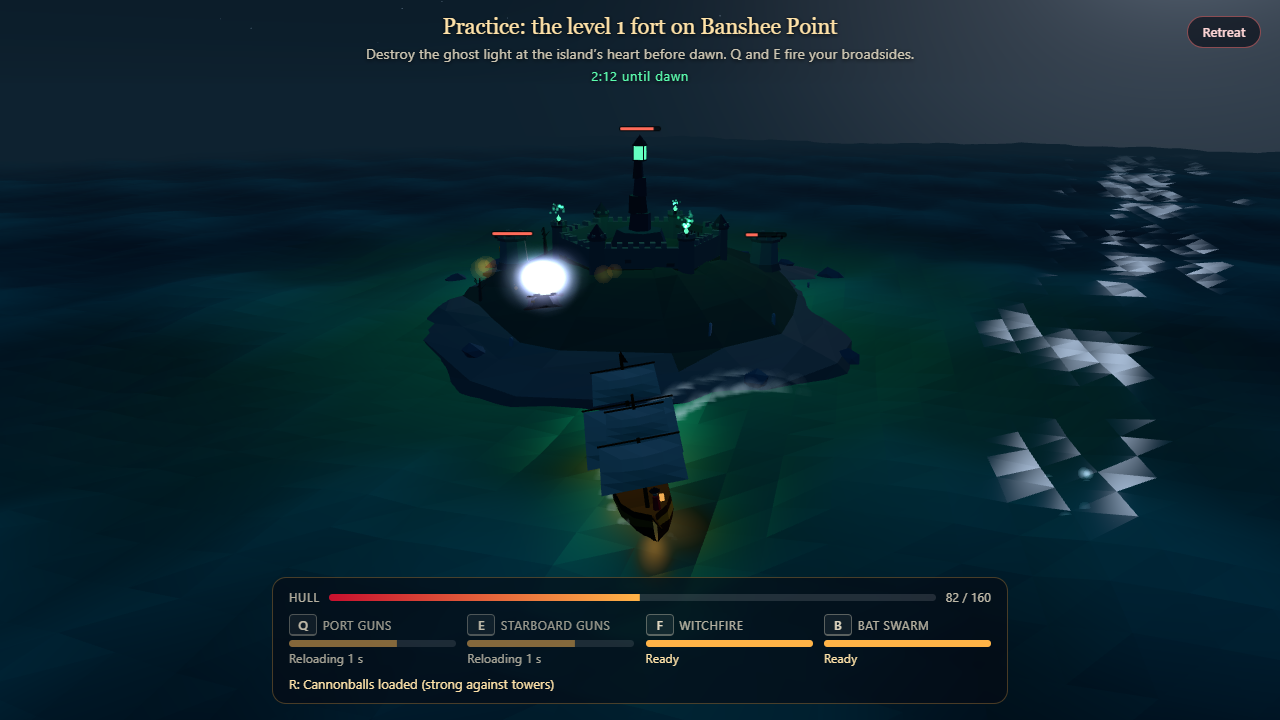 Practice: the level 1 fort on Banshee Point
Destroy the ghost light at the island's heart before dawn. Q and E fire your broadsides.
2:12 until dawn
Retreat
HULL 82 / 160
Q PORT GUNS E STARBOARD GUNS F WITCHFIRE B BAT SWARM
Reloading 1 s Reloading 1 s Ready Ready
R: Cannonballs loaded (strong against towers)